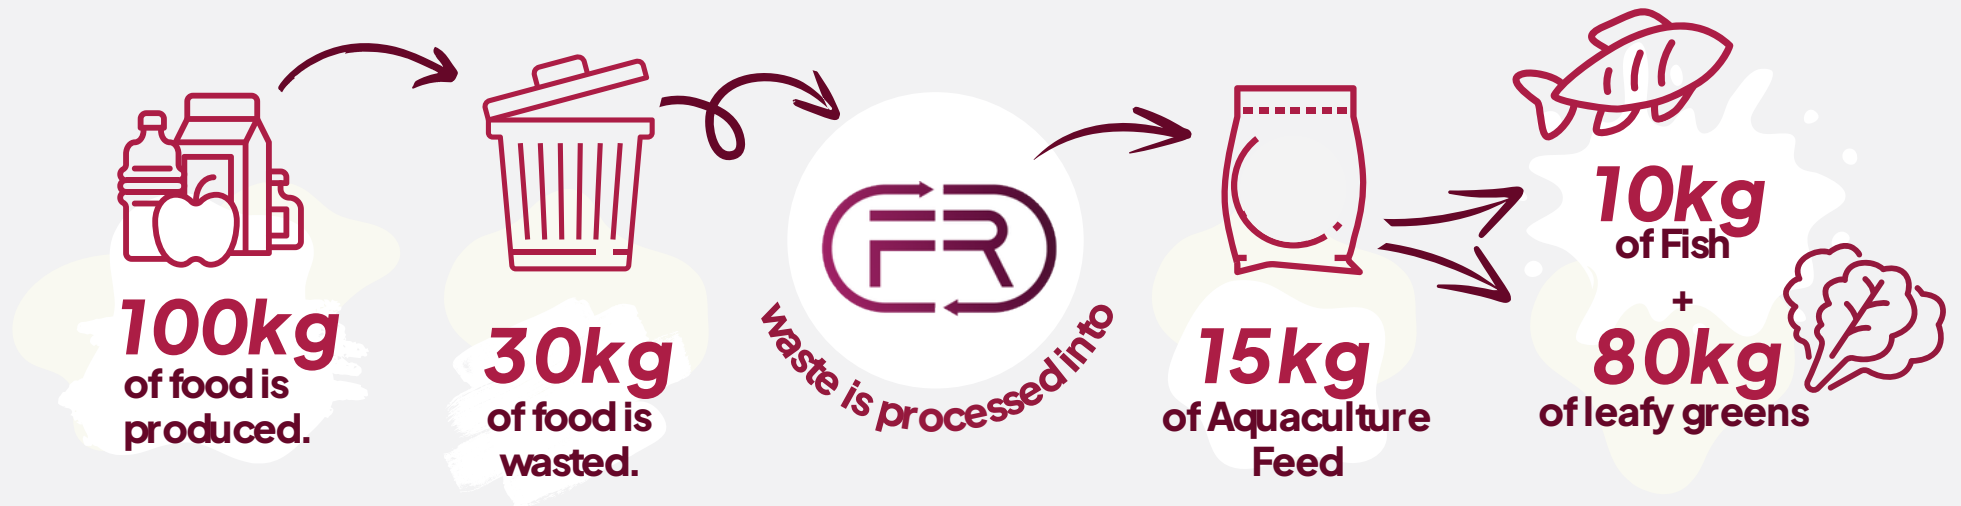 100kg
of food is
produced.
30kg
of food is
wasted.
FR
waste is processed into
15kg
of Aquaculture
Feed
10kg
of Fish
+
80kg
of leafy greens